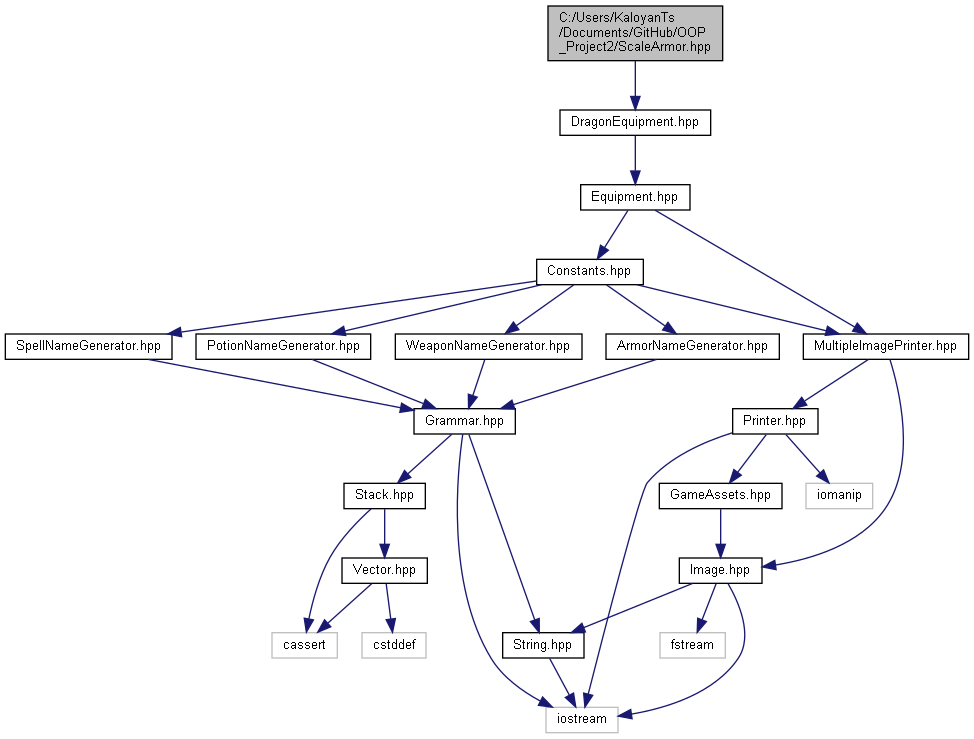 C:/Users/KaloyanTs
/Documents/GitHub/OOP
_Project2/ScaleArmor.hpp
DragonEquipment.hpp
Equipment.hpp
Constants.hpp
SpellNameGenerator.hpp
PotionNameGenerator.hpp
WeaponNameGenerator.hpp
ArmorNameGenerator.hpp
MultipleImagePrinter.hpp
Grammar.hpp
Printer.hpp
Stack.hpp
GameAssets.hpp
iomanip
Vector.hpp
Image.hpp
cassert
cstddef
String.hpp
fstream
iostream